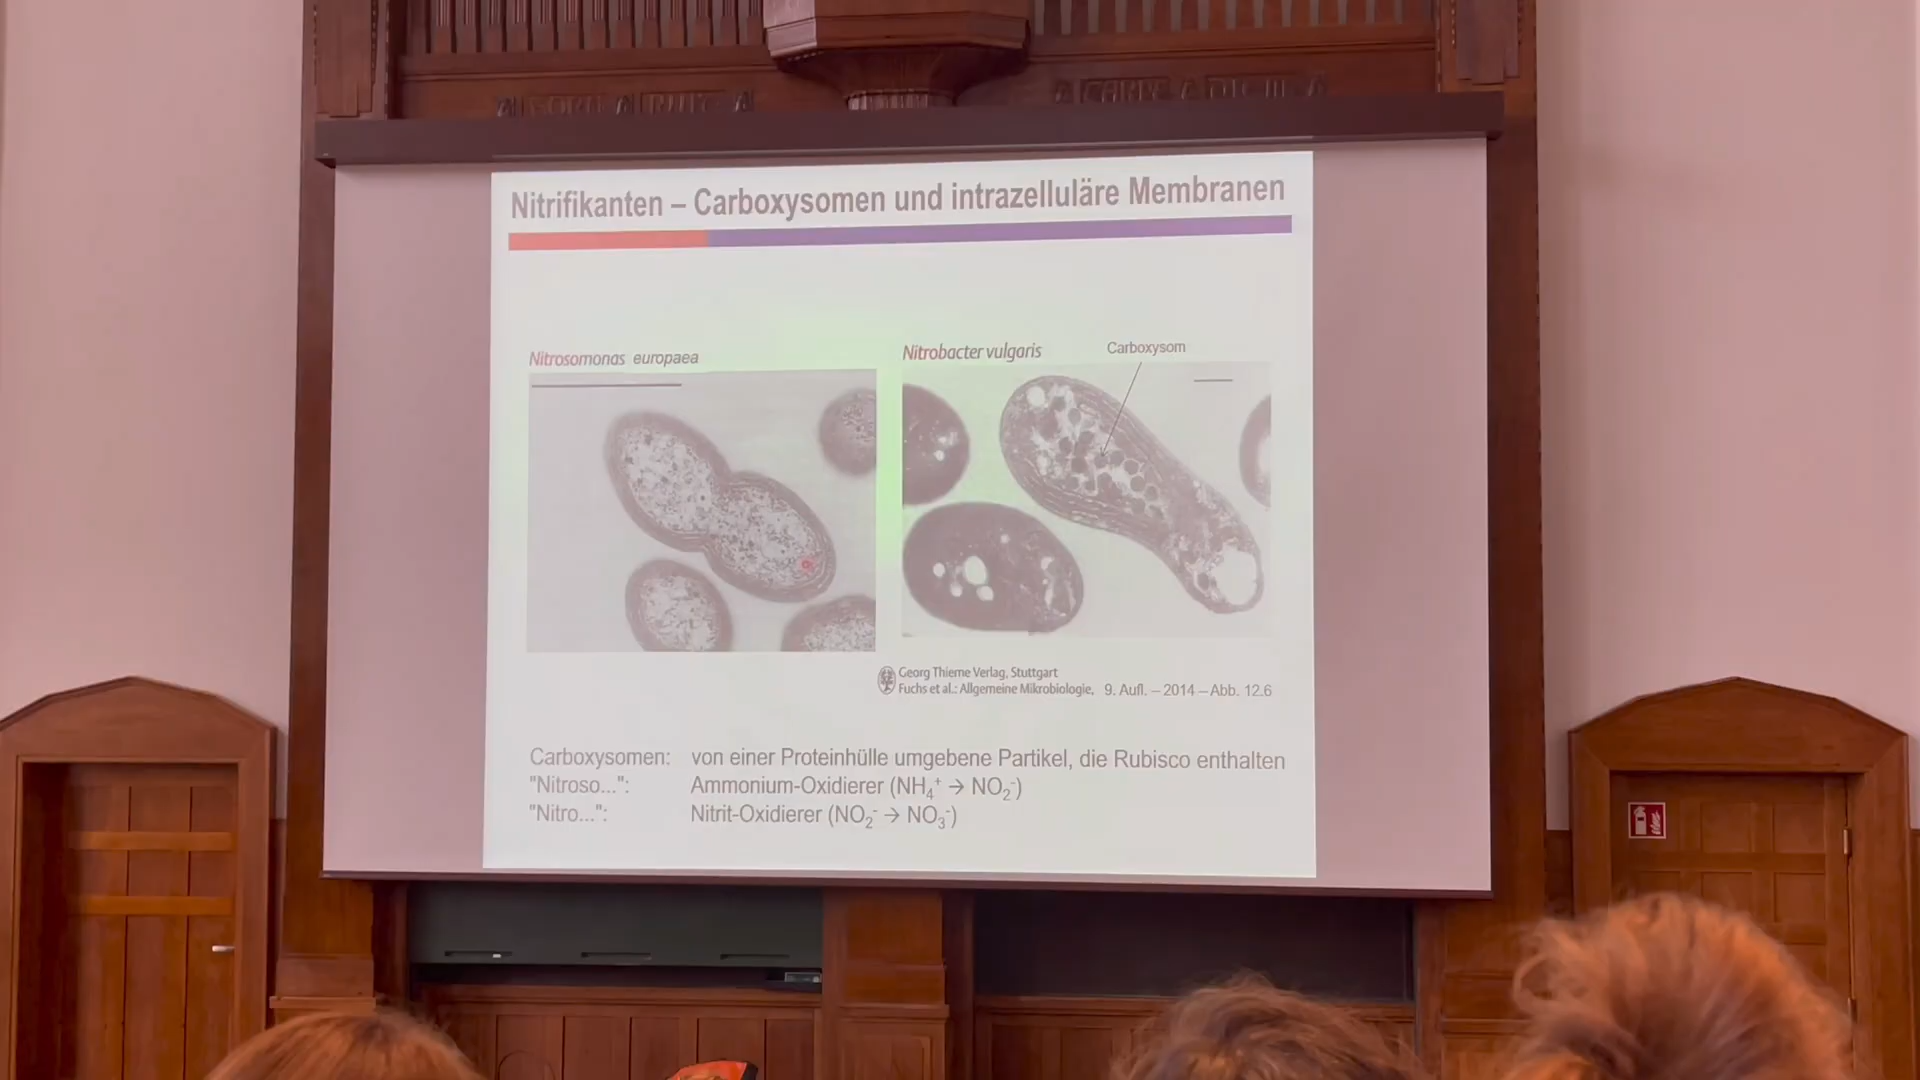 Nitrifikanten – Carboxysomen und intrazelluläre Membranen
Nitrosomonas europaea
Nitrobacter vulgaris
Carboxysom
Georg Thieme Verlag, Stuttgart
Fuchs et al.: Allgemeine Mikrobiologie, 9. Aufl. – 2014 – Abb. 12.6
Carboxysomen: von einer Proteinhülle umgebene Partikel, die Rubisco enthalten
"Nitroso...": Ammonium-Oxidierer (NH₄⁺ → NO₂⁻)
"Nitro...": Nitrit-Oxidierer (NO₂⁻ → NO₃⁻)